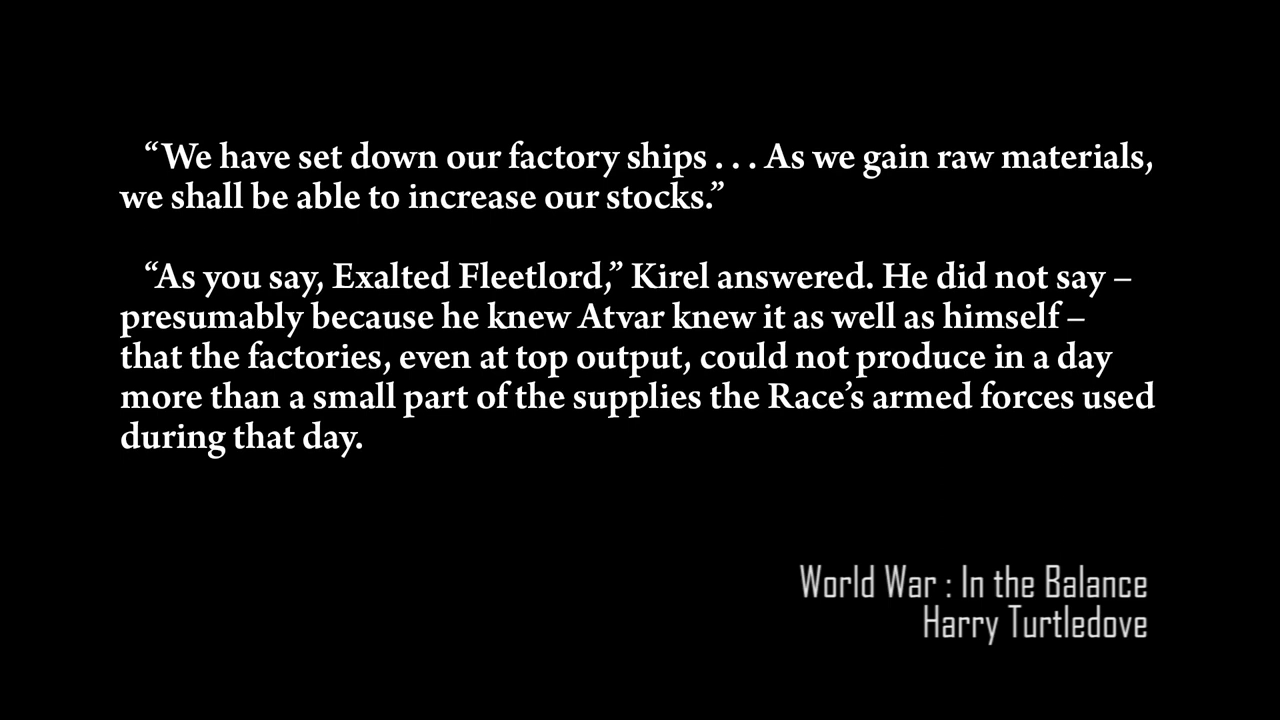 “We have set down our factory ships . . . As we gain raw materials,
we shall be able to increase our stocks.”
“As you say, Exalted Fleetlord,” Kirel answered. He did not say –
presumably because he knew Atvar knew it as well as himself –
that the factories, even at top output, could not produce in a day
more than a small part of the supplies the Race’s armed forces used
during that day.
World War : In the Balance
Harry Turtledove